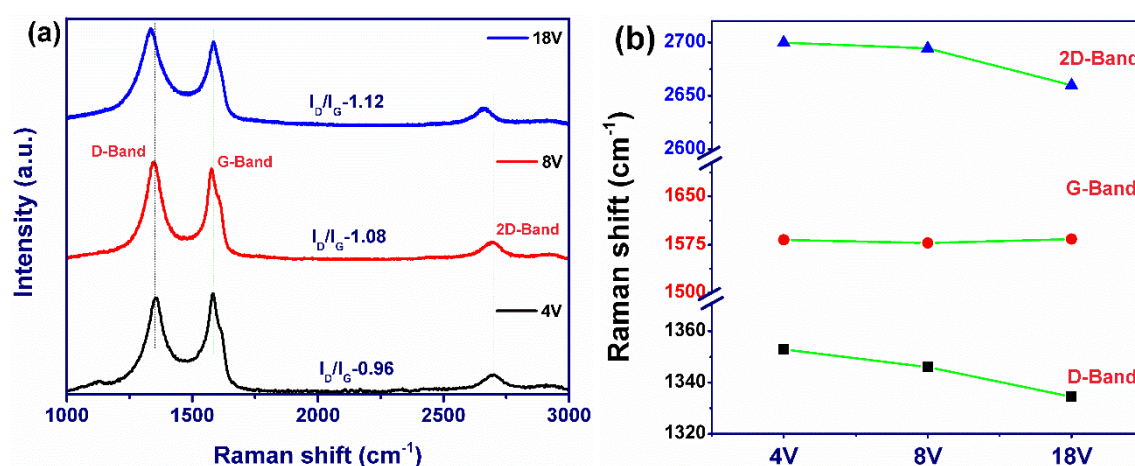 (a)
18V
I_D/I_G-1.12
D-Band
G-Band
8V
I_D/I_G-1.08
2D-Band
4V
I_D/I_G-0.96
Intensity (a.u.)
1000 1500 2000 2500 3000
Raman shift (cm⁻¹)
(b)
2700
2D-Band
2650
2600
1650
G-Band
1575
1500
1360
1340
D-Band
1320
Raman shift (cm⁻¹)
4V 8V 18V